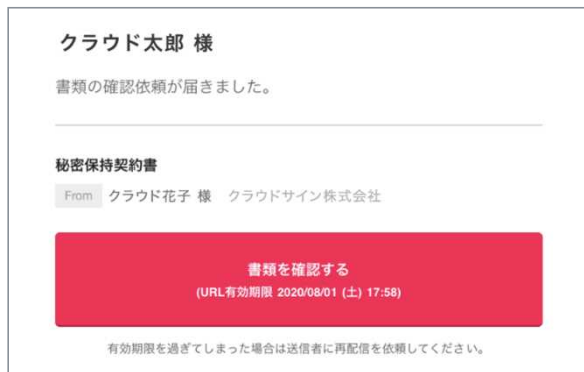 クラウド太郎 様
書類の確認依頼が届きました。
秘密保持契約書
From クラウド花子 様 クラウドサイン株式会社
書類を確認する
(URL有効期限 2020/08/01 (土) 17:58)
有効期限を過ぎてしまった場合は送信者に再配信を依頼してください。